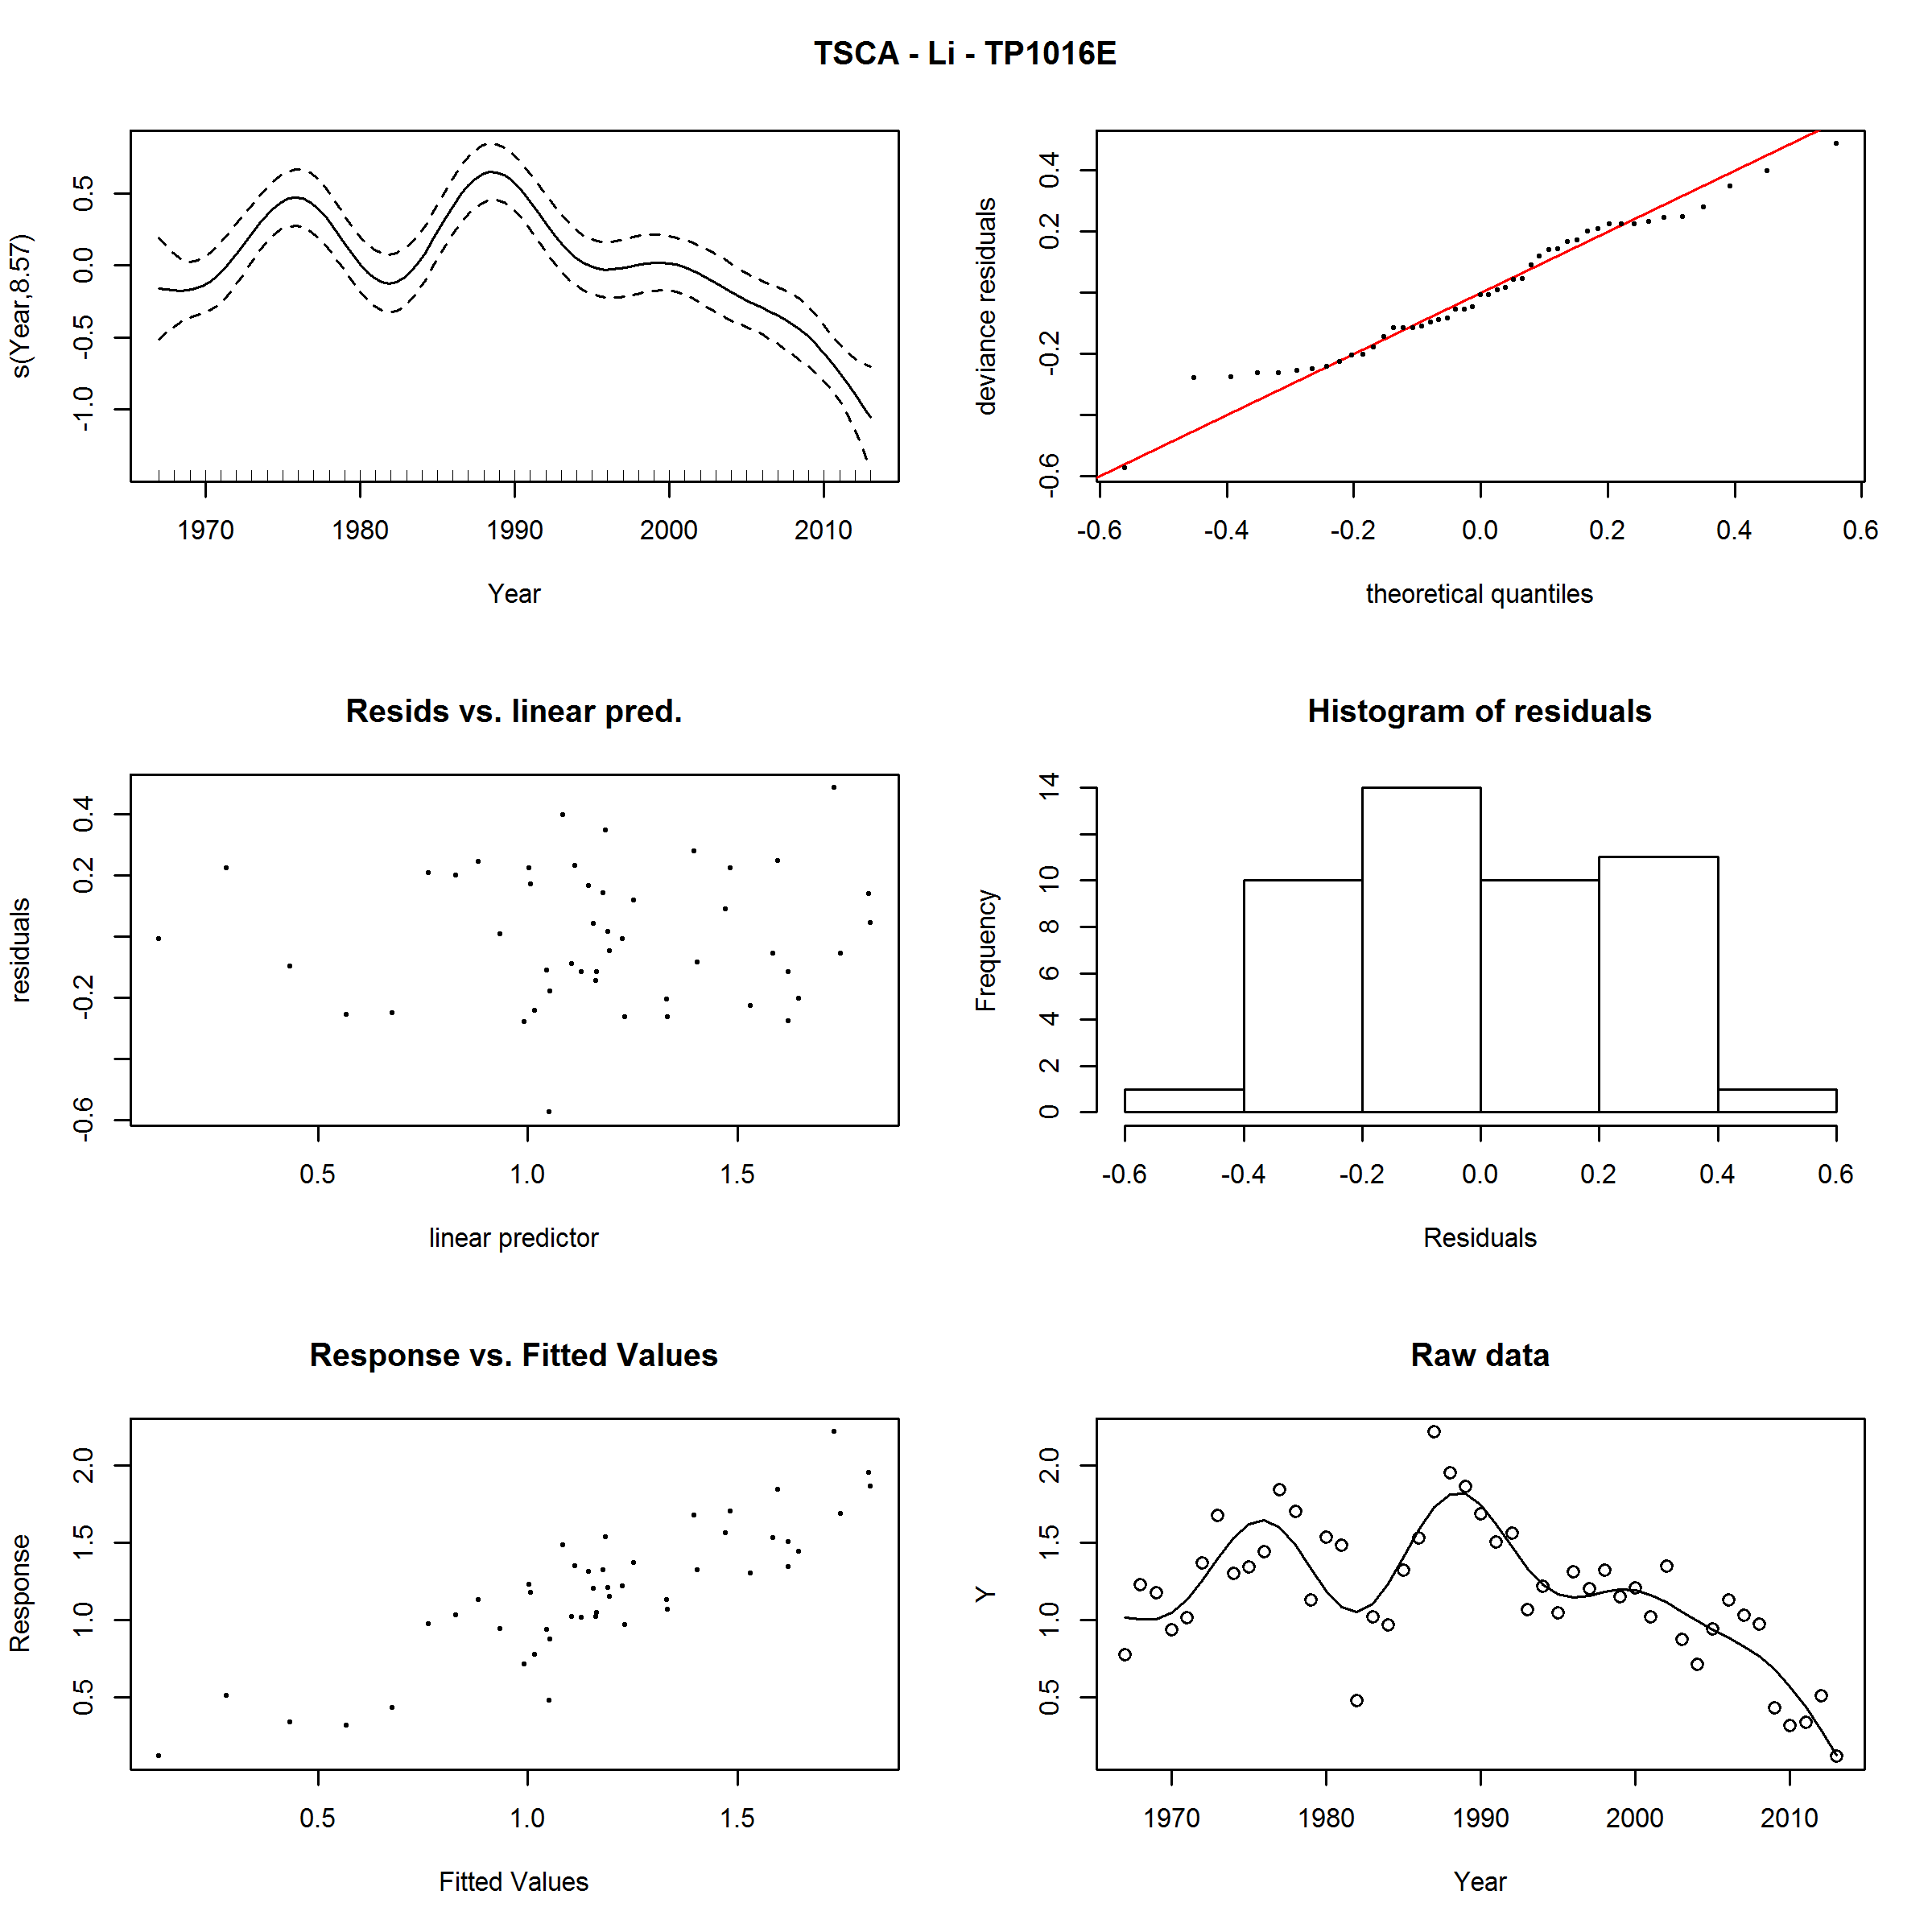 TSCA - Li - TP1016E
s(Year,8.57)
0.5
0.0
-0.5
-1.0
1970 1980 1990 2000 2010
Year
deviance residuals
0.4
0.2
-0.2
-0.6
-0.6 -0.4 -0.2 0.0 0.2 0.4 0.6
theoretical quantiles
Resids vs. linear pred.
residuals
0.4
0.2
-0.2
-0.6
0.5 1.0 1.5
linear predictor
Histogram of residuals
Frequency
14
10
8
6
4
2
0
-0.6 -0.4 -0.2 0.0 0.2 0.4 0.6
Residuals
Response vs. Fitted Values
Response
2.0
1.5
1.0
0.5
0.5 1.0 1.5
Fitted Values
Raw data
Y
2.0
1.5
1.0
0.5
1970 1980 1990 2000 2010
Year